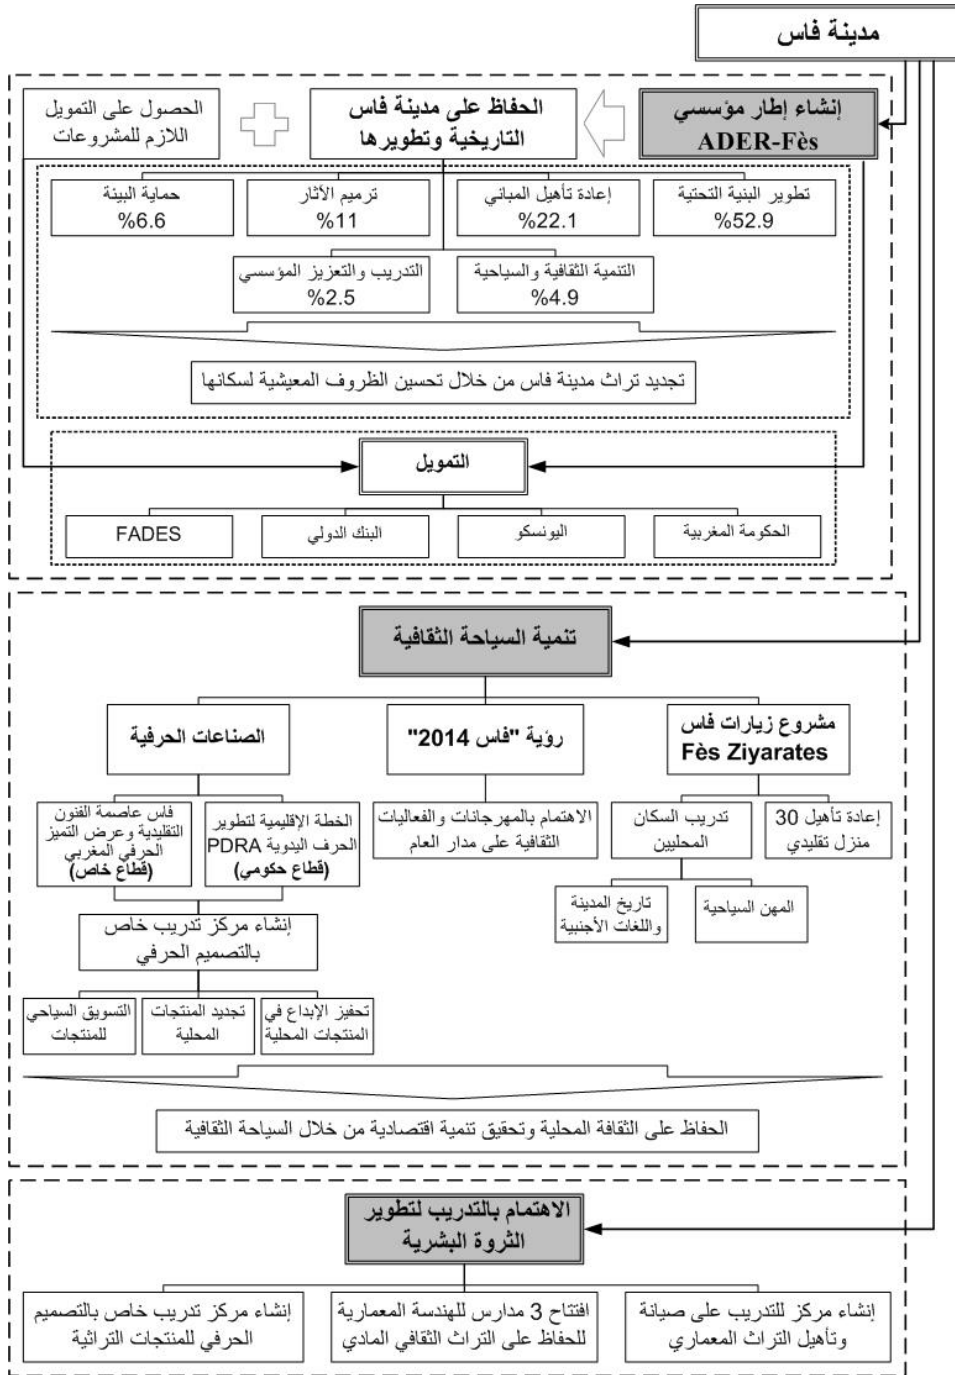 مدينة فاس
إنشاء إطار مؤسسي
ADER-Fès
الحفاظ على مدينة فاس
التاريخية وتطويرها
الحصول على التمويل
اللازم للمشروعات
تطوير البنية التحتية
%52.9
إعادة تأهيل المباني
%22.1
ترميم الآثار
%11
حماية البيئة
%6.6
التنمية الثقافية والسياحية
%4.9
التدريب والتعزيز المؤسسي
%2.5
تجديد تراث مدينة فاس من خلال تحسين الظروف المعيشية لسكانها
التمويل
الحكومة المغربية
اليونسكو
البنك الدولي
FADES
تنمية السياحة الثقافية
مشروع زيارات فاس
Fès Ziyarates
رؤية "فاس 2014"
الصناعات الحرفية
إعادة تأهيل 30
منزل تقليدي
تدريب السكان
المحليين
الاهتمام بالمهرجانات والفعاليات
الثقافية على مدار العام
الخطة الإقليمية لتطوير
الحرف اليدوية PDRA
(قطاع حكومي)
فاس عاصمة الفنون
التقليدية وعرض التميز
الحرفي المغربي
(قطاع خاص)
المهن السياحية
تاريخ المدينة
واللغات الأجنبية
إنشاء مركز تدريب خاص
بالتصميم الحرفي
تحفيز الإبداع في
المنتجات المحلية
تجديد المنتجات
المحلية
التسويق السياحي
للمنتجات
الحفاظ على الثقافة المحلية وتحقيق تنمية اقتصادية من خلال السياحة الثقافية
الاهتمام بالتدريب لتطوير
الثروة البشرية
إنشاء مركز للتدريب على صيانة
وتأهيل التراث المعماري
افتتاح 3 مدارس للهندسة المعمارية
للحفاظ على التراث الثقافي المادي
إنشاء مركز تدريب خاص بالتصميم
الحرفي للمنتجات التراثية